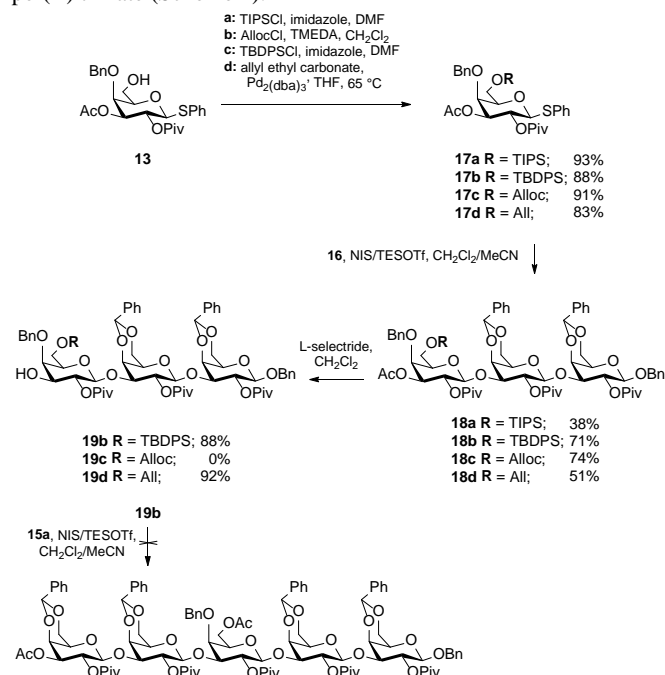 a: TIPSCl, imidazole, DMF
b: AllocCl, TMEDA, CH2Cl2
c: TBDPSCl, imidazole, DMF
d: allyl ethyl carbonate,
Pd2(dba)3, THF, 65 °C
BnO OH
O
AcO SPh
OPiv
13
BnO OR
O
AcO SPh
OPiv
17a R = TIPS; 93%
17b R = TBDPS; 88%
17c R = Alloc; 91%
17d R = All; 83%
16, NIS/TESOTf, CH2Cl2/MeCN
Ph Ph
BnO OR O O O O
O O O
HO O O OBn
OPiv OPiv OPiv
19b R = TBDPS; 88%
19c R = Alloc; 0%
19d R = All; 92%
L-selectride,
CH2Cl2
Ph Ph
BnO OR O O O O
O O O
AcO O O OBn
OPiv OPiv OPiv
18a R = TIPS; 38%
18b R = TBDPS; 71%
18c R = Alloc; 74%
18d R = All; 51%
19b
15a, NIS/TESOTf,
CH2Cl2/MeCN
Ph Ph Ph Ph
O O O O BnO OAc O O O O
O O O O O
AcO O O O O OBn
OPiv OPiv OPiv OPiv OPiv